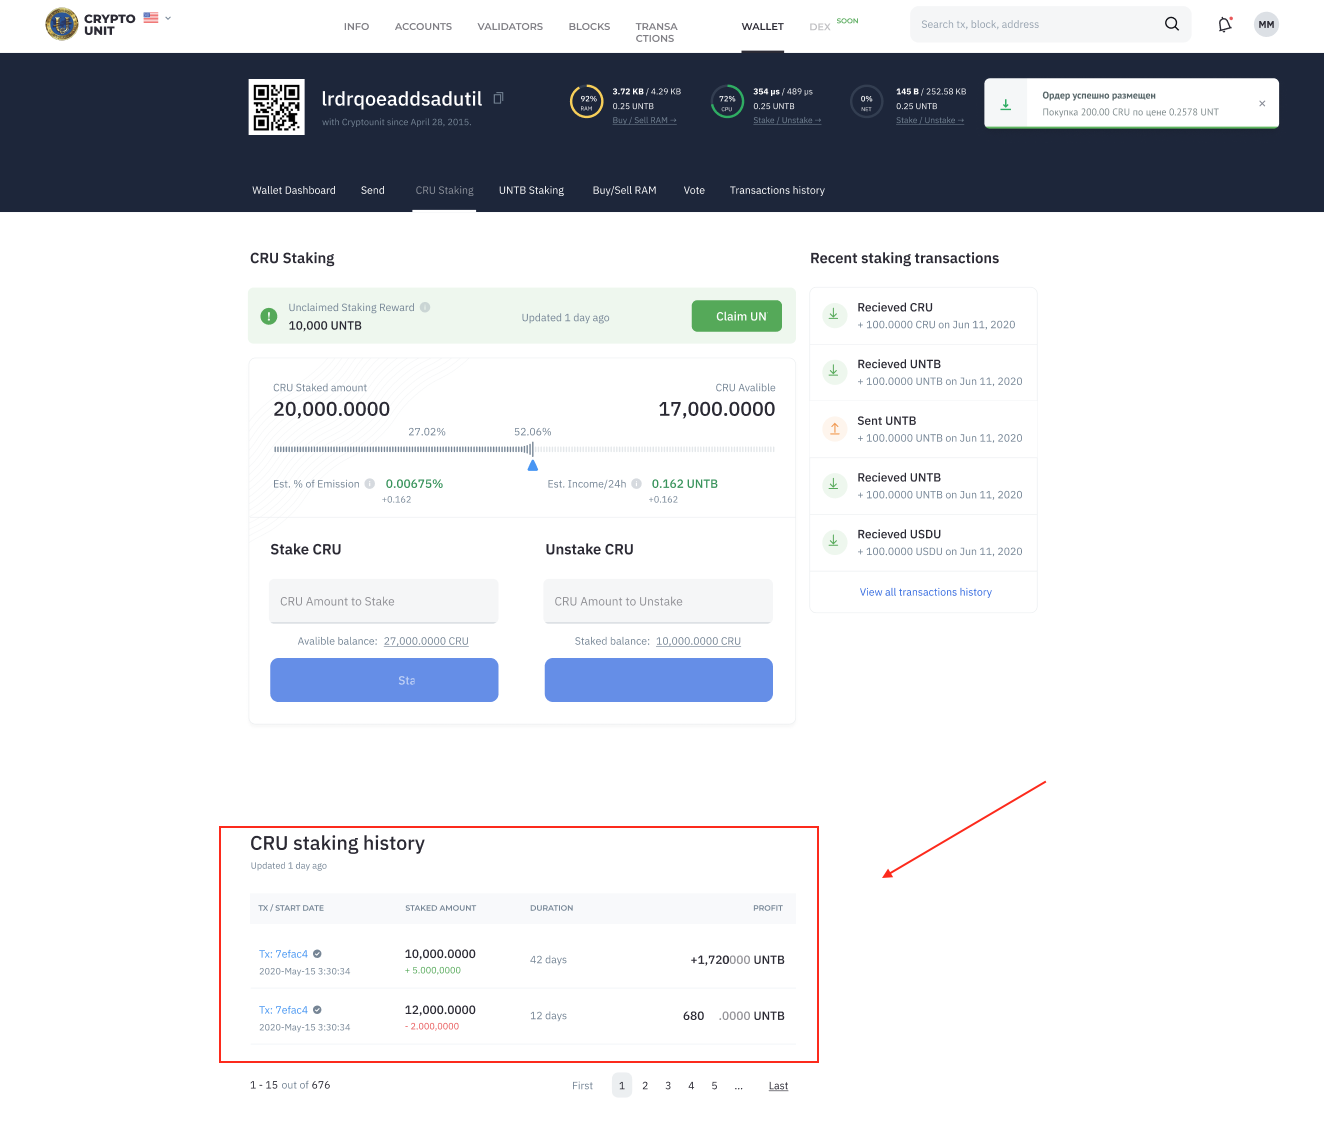 CRYPTO UNIT
INFO
ACCOUNTS
VALIDATORS
BLOCKS
TRANSA
CTIONS
WALLET
DEX
SOON
Search tx, block, address
MM
lrdrqoeaddsadutil
with Cryptounit since April 28, 2015.
92%
RAM
3.72 KB / 4.29 KB
0.25 UNTB
Buy / Sell RAM →
72%
CPU
354 µs / 489 µs
0.25 UNTB
Stake / Unstake →
0%
NET
145 B / 252.58 KB
0.25 UNTB
Stake / Unstake →
Ордер успешно размещен
Покупка 200.00 CRU по цене 0.2578 UNT
Wallet Dashboard
Send
CRU Staking
UNTB Staking
Buy/Sell RAM
Vote
Transactions history
CRU Staking
Unclaimed Staking Reward
10,000 UNTB
Updated 1 day ago
Claim UN
CRU Staked amount
20,000.0000
CRU Avalible
17,000.0000
27.02%
52.06%
Est. % of Emission
0.00675%
+0.162
Est. Income/24h
0.162 UNTB
+0.162
Stake CRU
CRU Amount to Stake
Avalible balance: 27,000.0000 CRU
Sta
Unstake CRU
CRU Amount to Unstake
Staked balance: 10,000.0000 CRU
Recent staking transactions
Recieved CRU
+ 100.0000 CRU on Jun 11, 2020
Recieved UNTB
+ 100.0000 UNTB on Jun 11, 2020
Sent UNTB
+ 100.0000 UNTB on Jun 11, 2020
Recieved UNTB
+ 100.0000 UNTB on Jun 11, 2020
Recieved USDU
+ 100.0000 USDU on Jun 11, 2020
View all transactions history
CRU staking history
Updated 1 day ago
TX / START DATE
STAKED AMOUNT
DURATION
PROFIT
Tx: 7efac4
2020-May-15 3:30:34
10,000.0000
+ 5.000,0000
42 days
+1,720000 UNTB
Tx: 7efac4
2020-May-15 3:30:34
12,000.0000
- 2.000,0000
12 days
680 .0000 UNTB
1 - 15 out of 676
First 1 2 3 4 5 ... Last